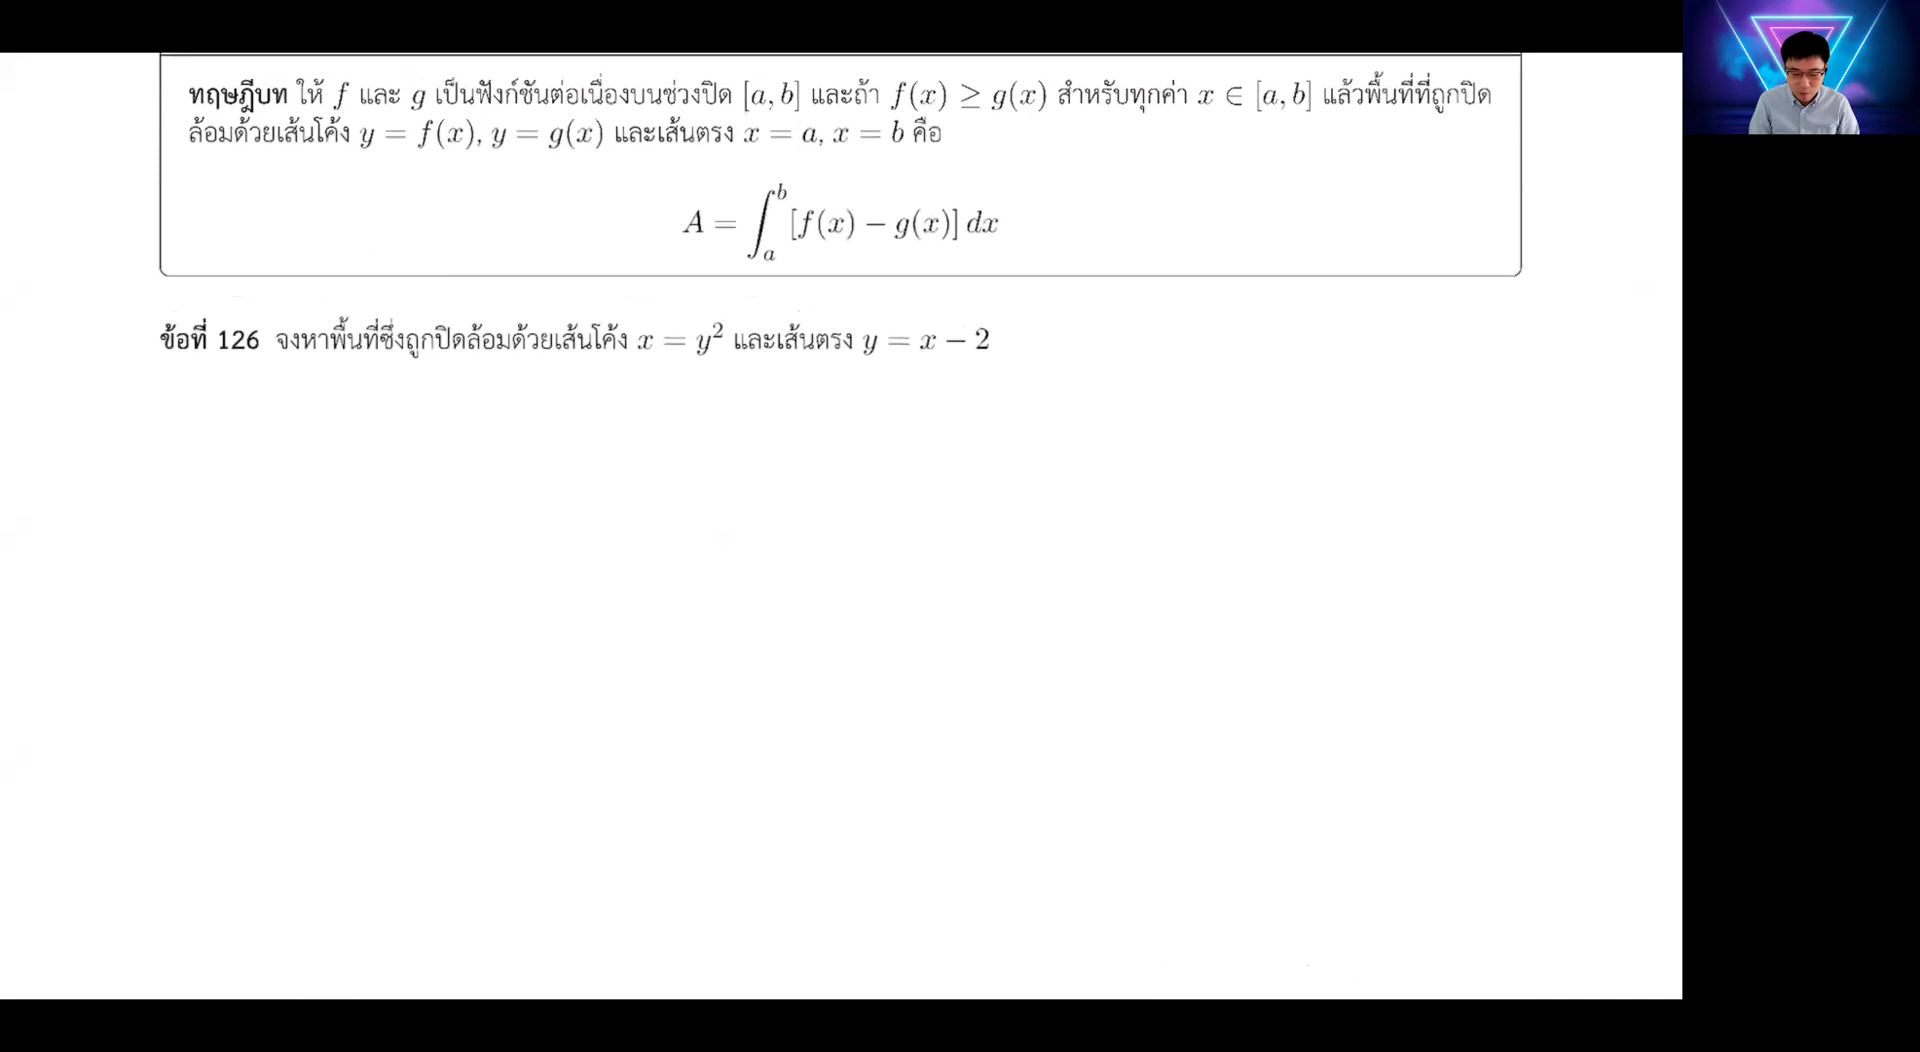 ทฤษฎีบท ให้ f และ g เป็นฟังก์ชันต่อเนื่องบนช่วงปิด [a, b] และถ้า f(x) ≥ g(x) สำหรับทุกค่า x ∈ [a, b] แล้วพื้นที่ที่ถูกปิด
ล้อมด้วยเส้นโค้ง y = f(x), y = g(x) และเส้นตรง x = a, x = b คือ
A = ∫_a^b [f(x) − g(x)] dx
ข้อที่ 126 จงหาพื้นที่ซึ่งถูกปิดล้อมด้วยเส้นโค้ง x = y² และเส้นตรง y = x − 2